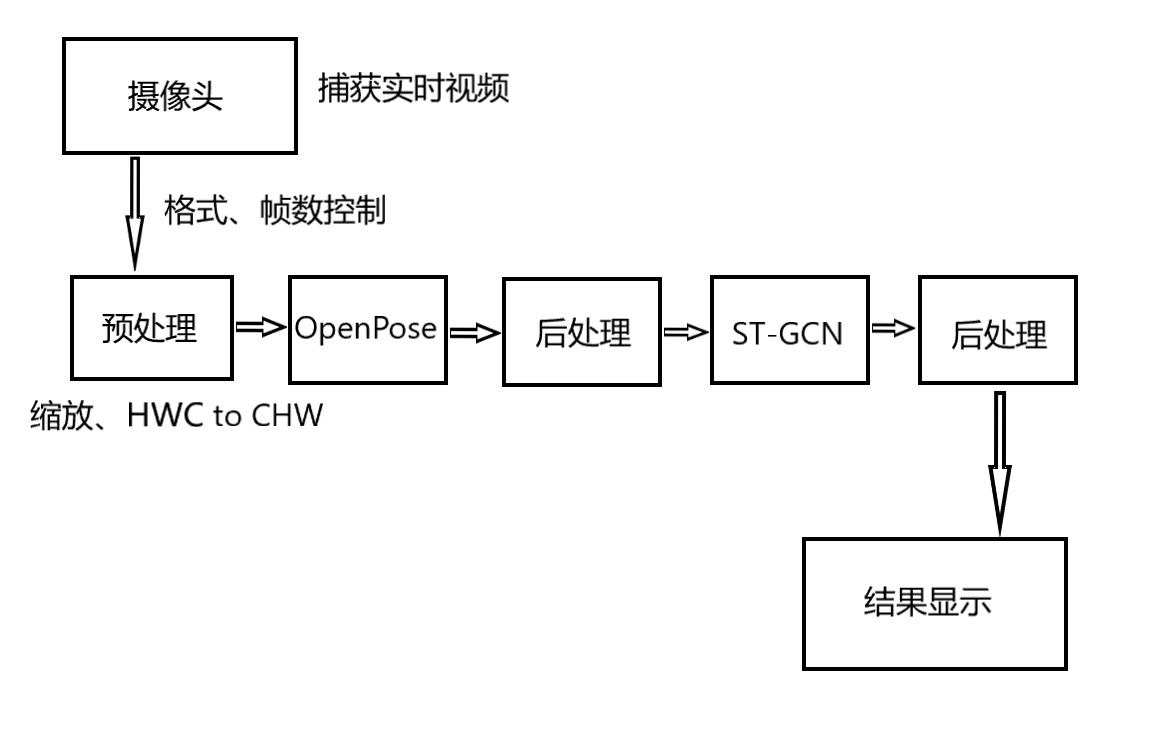 摄像头
捕获实时视频
格式、帧数控制
预处理
OpenPose
后处理
ST-GCN
后处理
缩放、HWC to CHW
结果显示